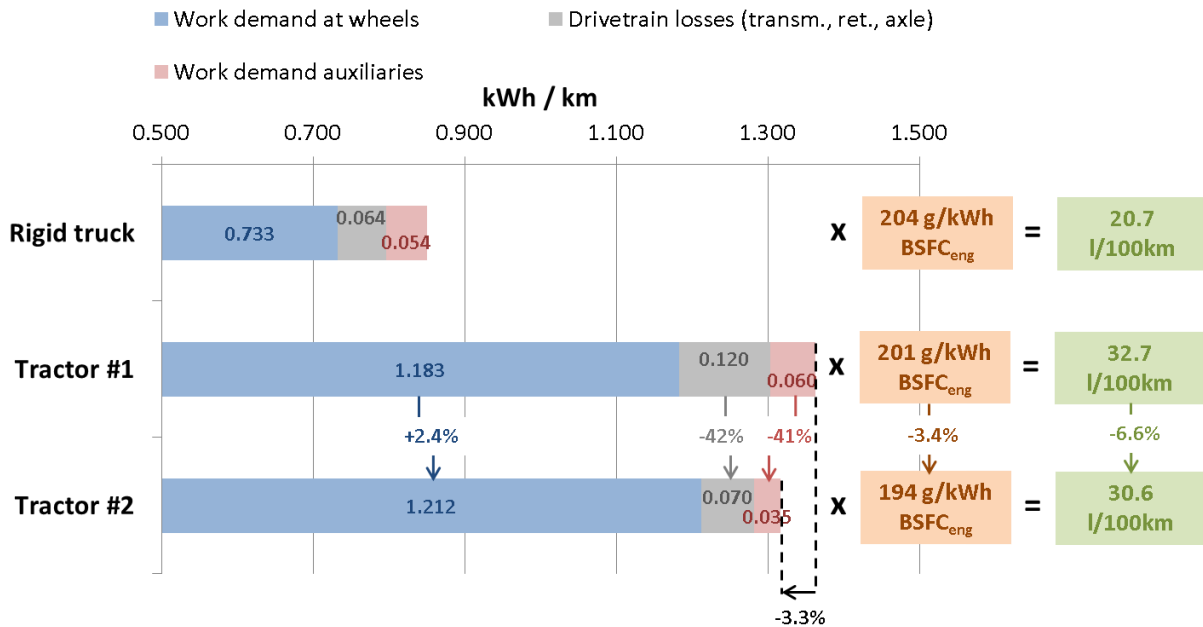 Work demand at wheels
Drivetrain losses (transm., ret., axle)
Work demand auxiliaries
kWh / km
0.500 0.700 0.900 1.100 1.300 1.500
Rigid truck
0.733
0.064
0.054
x
204 g/kWh
BSFCeng
=
20.7
l/100km
Tractor #1
1.183
0.120
0.060
x
201 g/kWh
BSFCeng
=
32.7
l/100km
+2.4%
-42%
-41%
-3.4%
-6.6%
Tractor #2
1.212
0.070
0.035
x
194 g/kWh
BSFCeng
=
30.6
l/100km
-3.3%